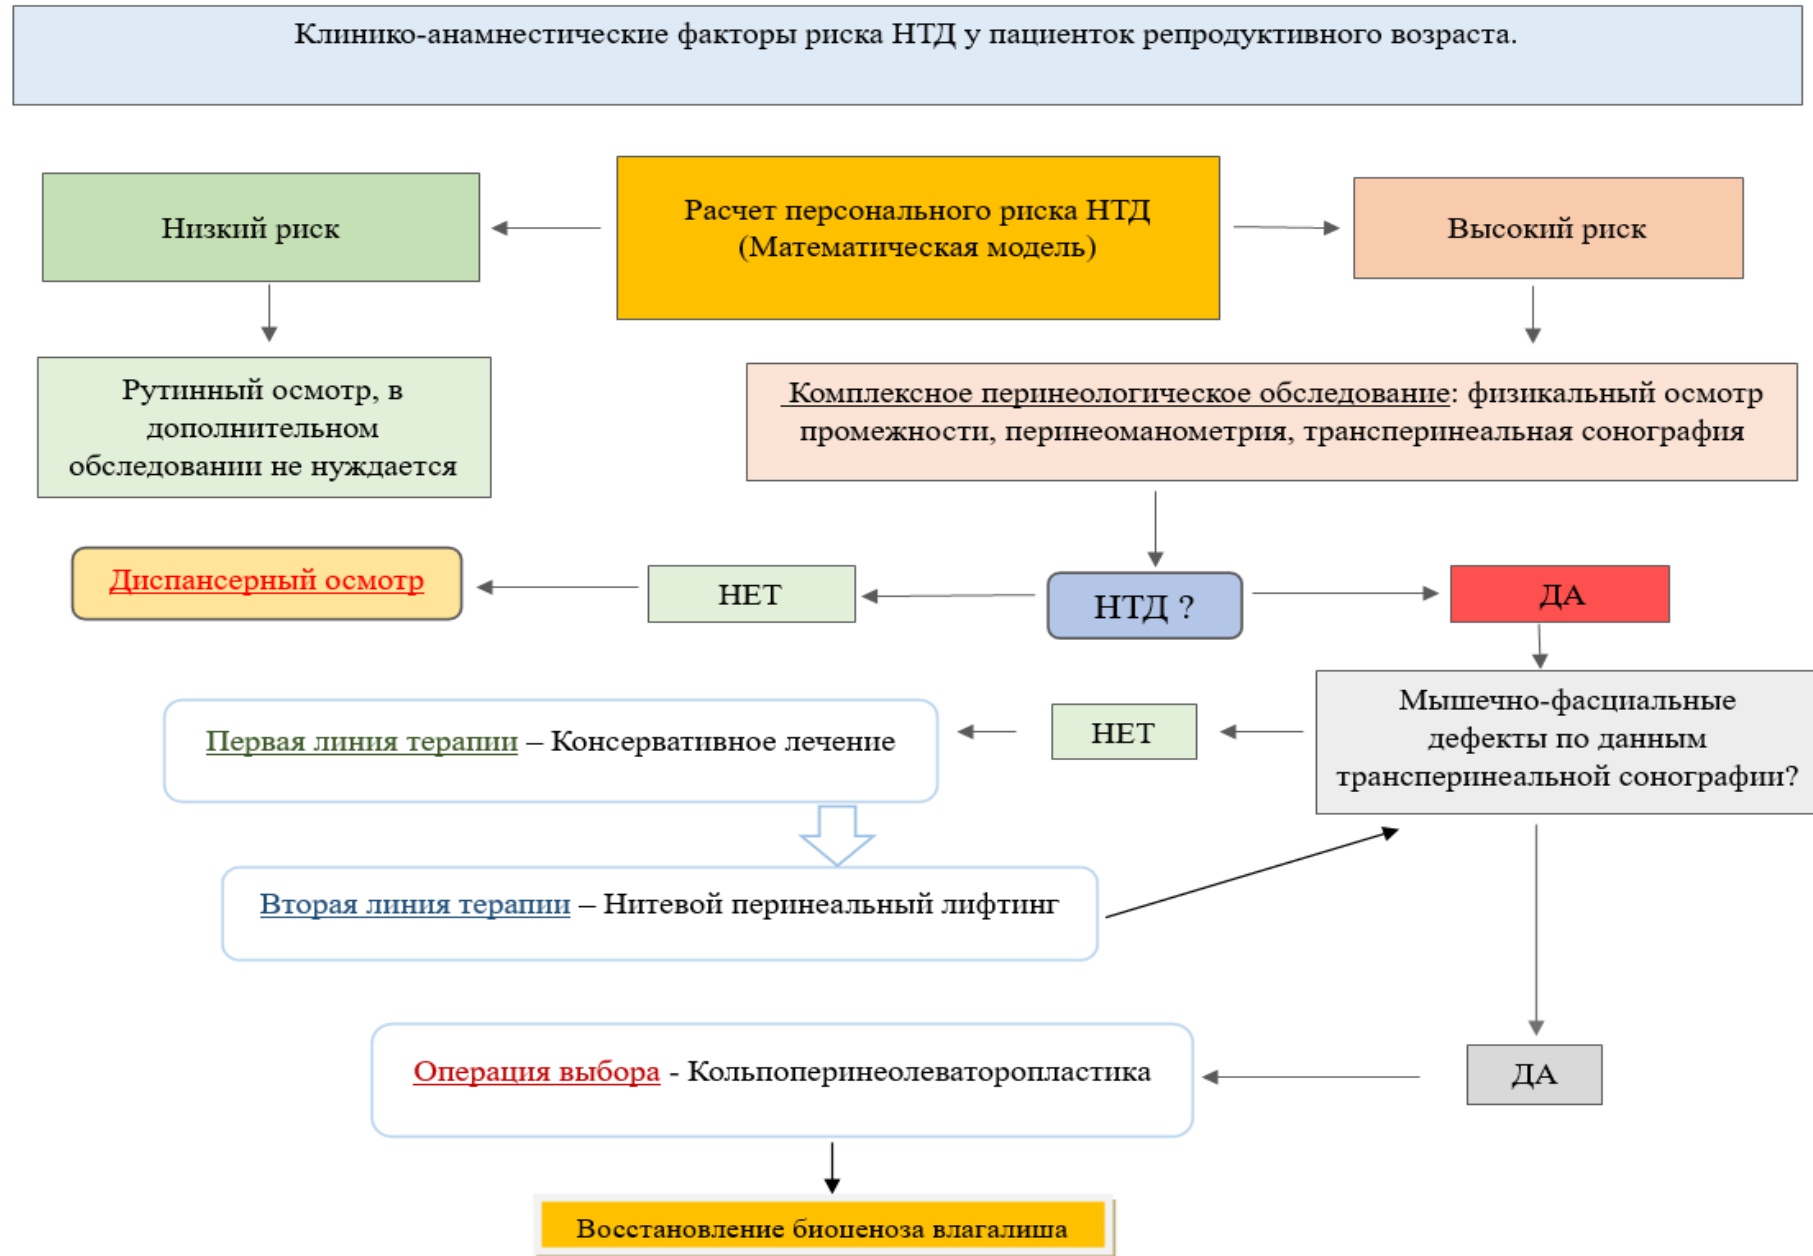 Клинико-анамнестические факторы риска НТД у пациенток репродуктивного возраста.
Расчет персонального риска НТД
(Математическая модель)
Низкий риск
Высокий риск
Рутинный осмотр, в
дополнительном
обследовании не нуждается
Комплексное перинеологическое обследование: физикальный осмотр
промежности, перинеоманометрия, трансперинеальная сонография
Диспансерный осмотр
НЕТ
НТД ?
ДА
Мышечно-фасциальные
дефекты по данным
трансперинеальной сонографии?
НЕТ
Первая линия терапии – Консервативное лечение
Вторая линия терапии – Нитевой перинеальный лифтинг
ДА
Операция выбора - Кольпоперинеолеваторопластика
Восстановление биоценоза влагалиша